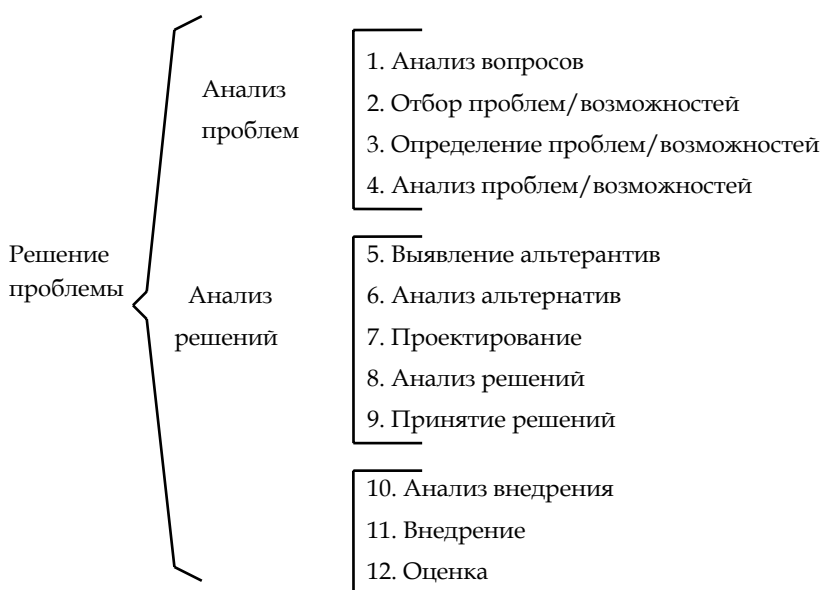 Решение
проблемы
Анализ
проблем
1. Анализ вопросов
2. Отбор проблем/возможностей
3. Определение проблем/возможностей
4. Анализ проблем/возможностей
Анализ
решений
5. Выявление альтерантив
6. Анализ альтернатив
7. Проектирование
8. Анализ решений
9. Принятие решений
10. Анализ внедрения
11. Внедрение
12. Оценка